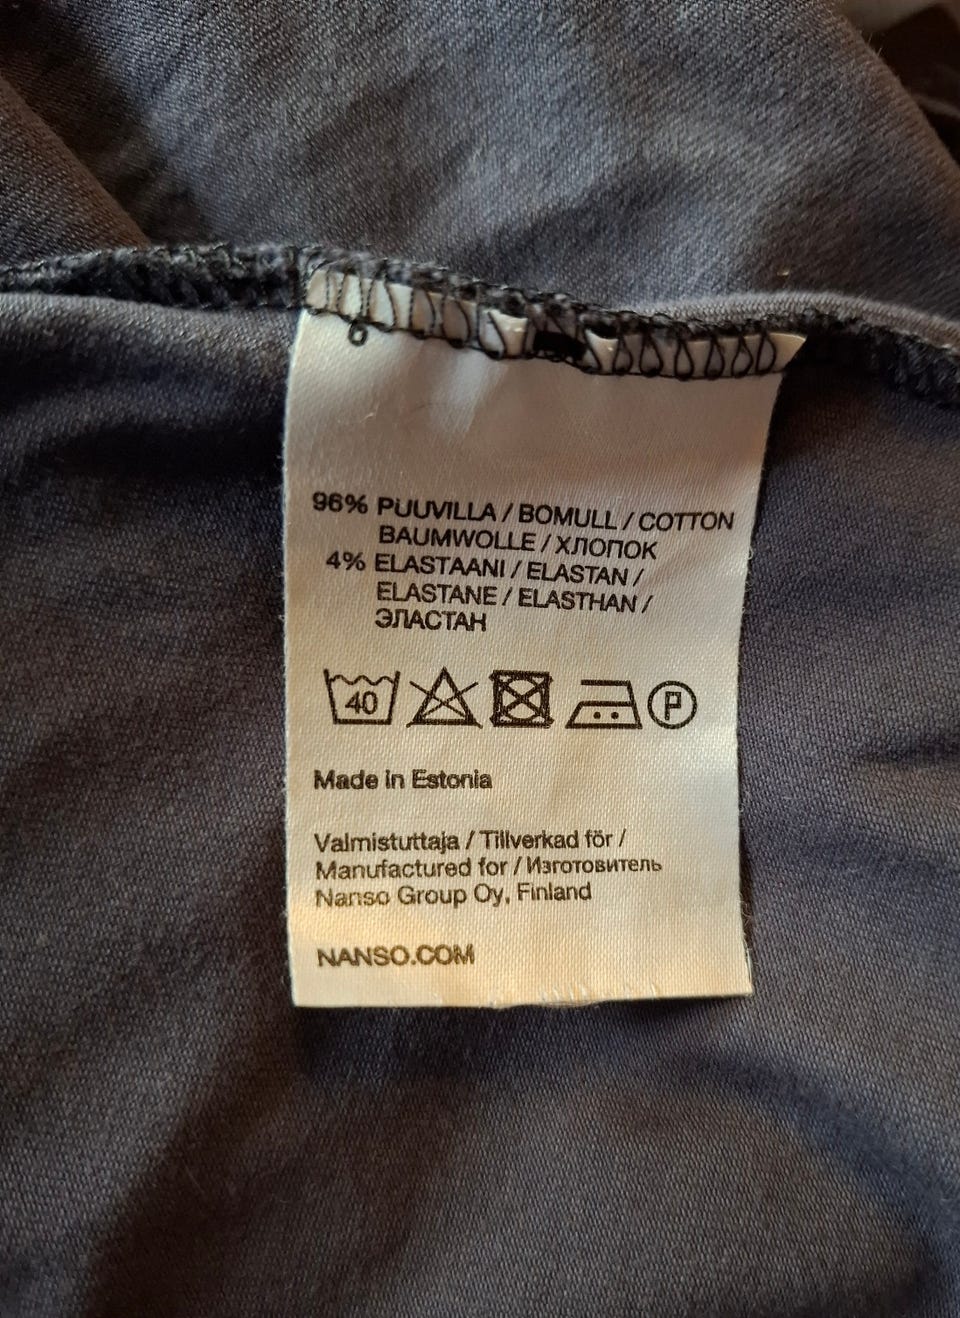 96% PUUVILLA / BOMULL / COTTON
BAUMWOLLE / ХЛОПОК
4% ELASTAANI / ELASTAN /
ELASTANE / ELASTHAN /
ЭЛАСТАН
40 P
Made in Estonia
Valmistuttaja / Tillverkad för /
Manufactured for / Изготовитель
Nanso Group Oy, Finland
NANSO.COM